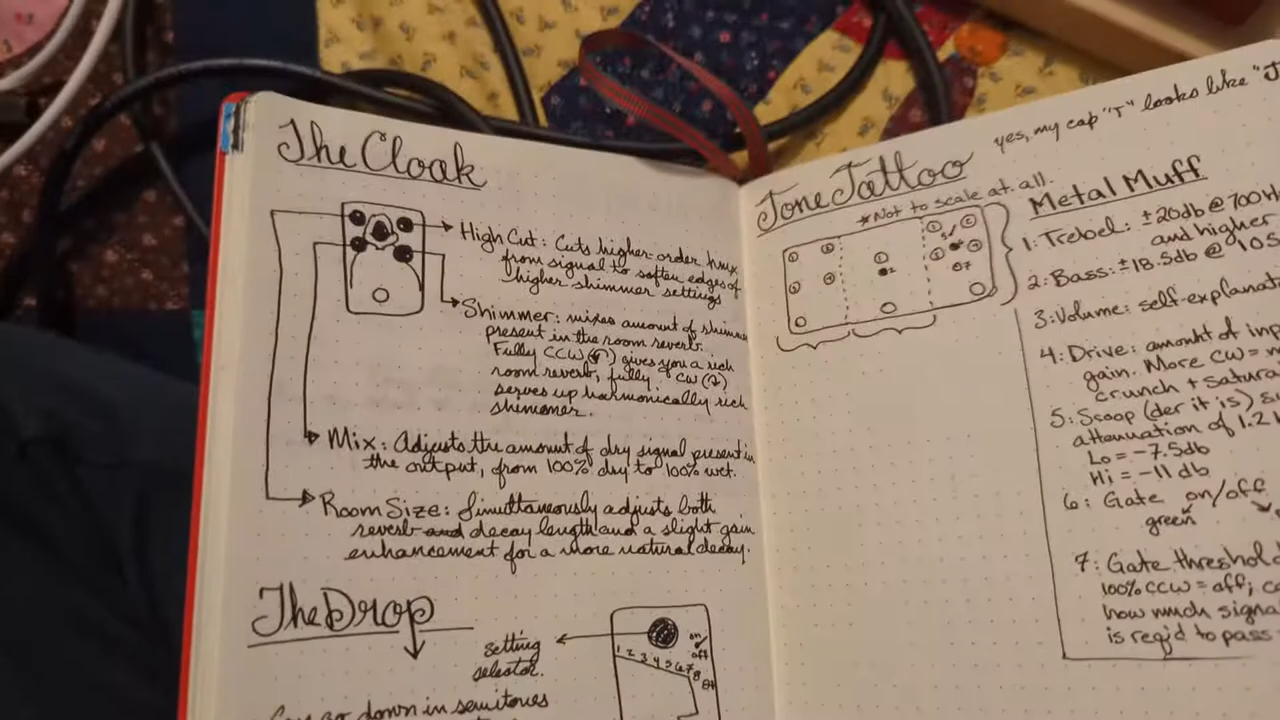 The Cloak
High Cut: Cuts higher-order hmx
from signal to soften edges of
higher shimmer settings
Shimmer: mixes amount of shimmer
present in the room reverb.
Fully CCW (↶) gives you a rich
room reverb, fully CW (↷)
serves up harmonically rich
shimmer.
Mix: Adjusts the amount of dry signal present in
the output, from 100% dry to 100% wet.
Room Size: Simultaneously adjusts both
reverb and decay length and a slight gain
enhancement for a more natural decay.
The Drop
setting
selector.
on/off
1 2 3 4 5 6 7 8
go down in semitones
yes, my cap "T" looks like "J
Tone Tattoo
*Not to scale at all.
Metal Muff
1: Trebel: ±20db @ 700H
and higher
2: Bass: ±18.5db @ 105
3: Volume: self-explanat
4: Drive: amount of inp
gain. More CW =
crunch + satura
5: Scoop (der it is)
attenuation of 1.2
Lo = -7.5db
Hi = -11 db
6: Gate on/off
green
7: Gate threshold
100% CCW = off;
how much signa
is req'd to pass